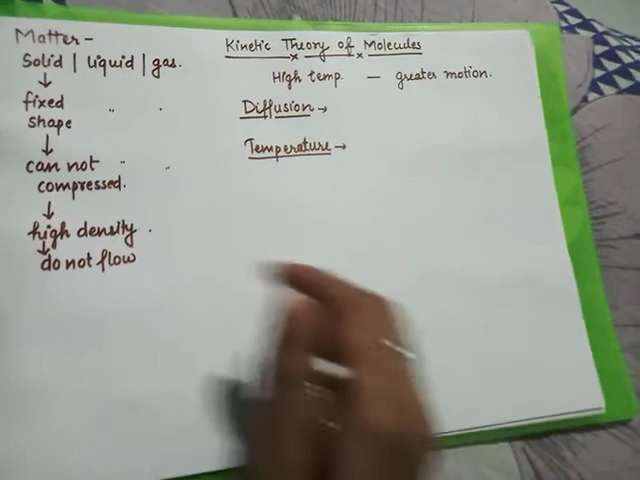 Matter -
Solid | liquid | gas.
↓
fixed " .
shape
↓
can not " "
compressed.
↓
high density .
↓
do not flow
Kinetic Theory of Molecules
High temp. — greater motion.
Diffusion →
Temperature →